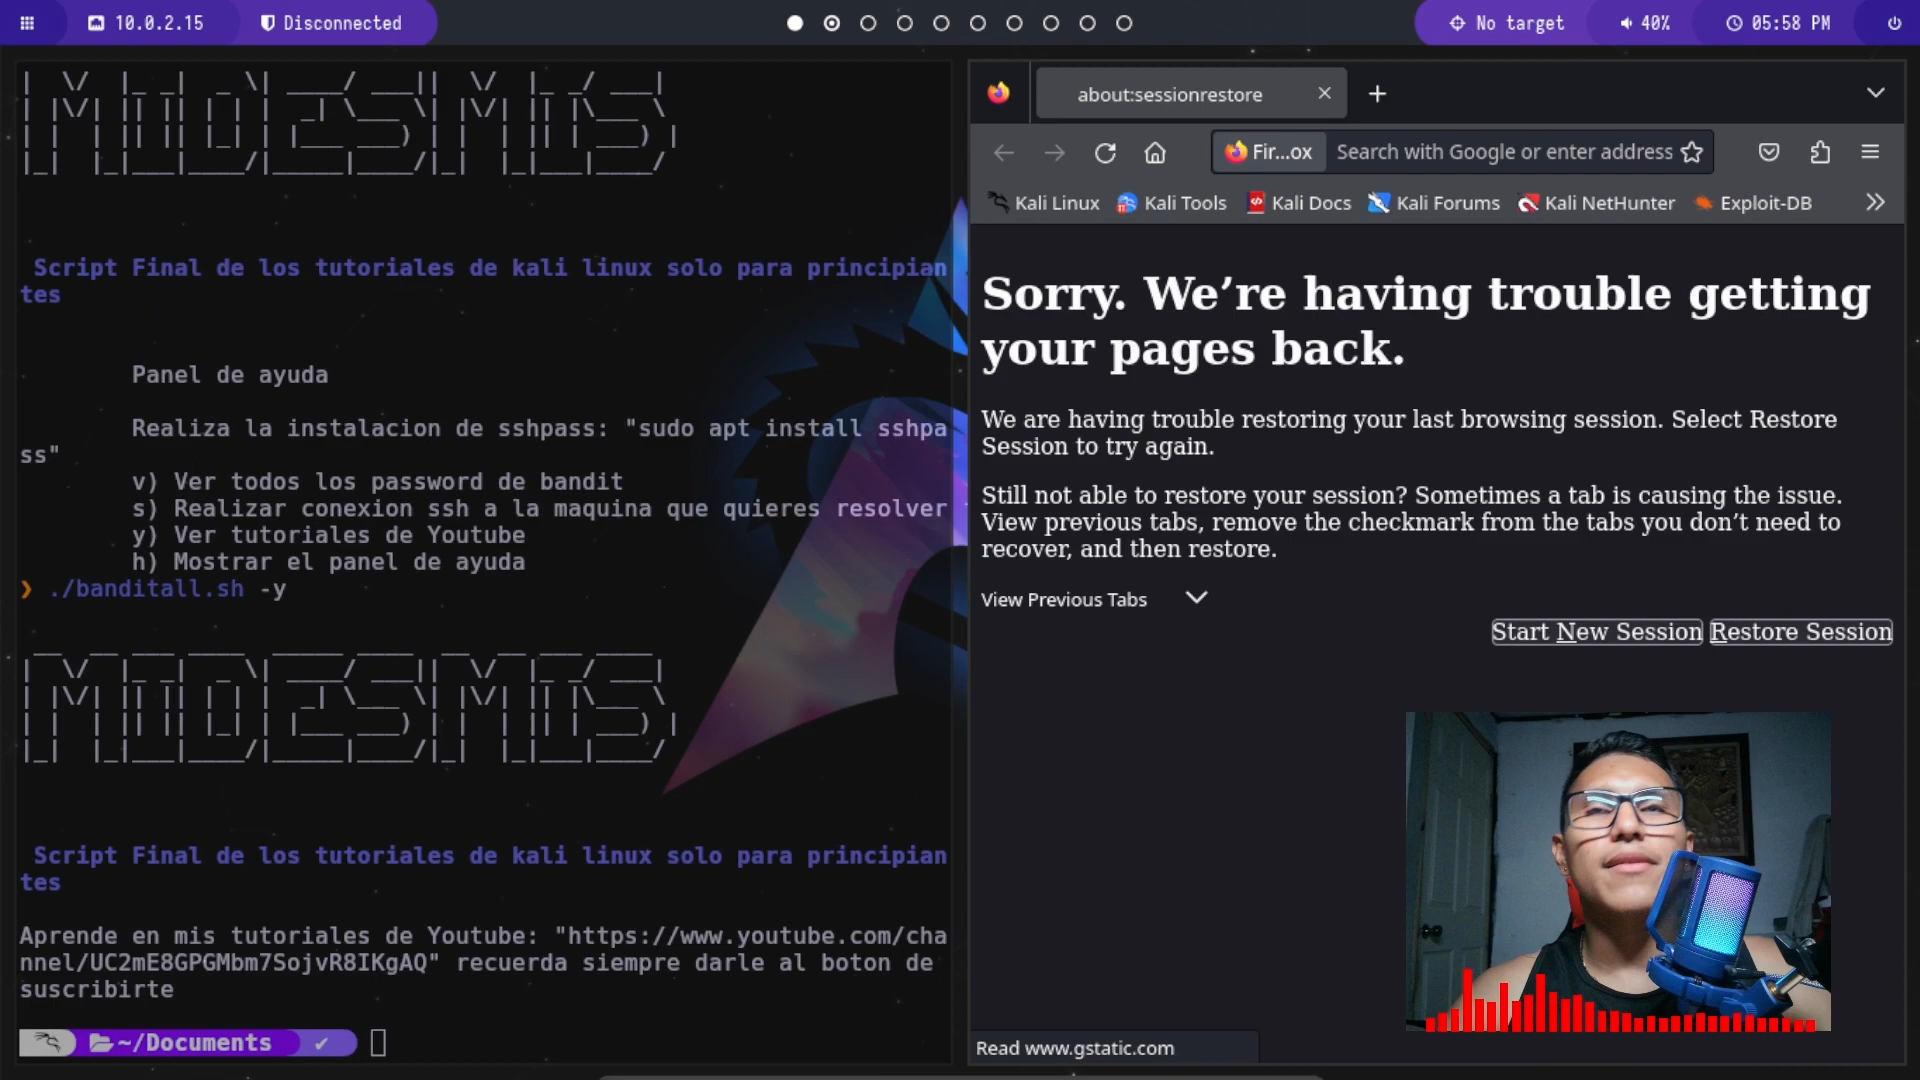 10.0.2.15
Disconnected
No target
40%
05:58 PM
MIDESMIS
Script Final de los tutoriales de kali linux solo para principian
tes
Panel de ayuda
Realiza la instalacion de sshpass: "sudo apt install sshpa
ss"
v) Ver todos los password de bandit
s) Realizar conexion ssh a la maquina que quieres resolver
y) Ver tutoriales de Youtube
h) Mostrar el panel de ayuda
❯ ./banditall.sh -y
MIDESMIS
Script Final de los tutoriales de kali linux solo para principian
tes
Aprende en mis tutoriales de Youtube: "https://www.youtube.com/cha
nnel/UC2mE8GPGMbm7SojvR8IKgAQ" recuerda siempre darle al boton de
suscribirte
~/Documents ✔
about:sessionrestore
Fir...ox
Search with Google or enter address
Kali Linux
Kali Tools
Kali Docs
Kali Forums
Kali NetHunter
Exploit-DB
Sorry. We’re having trouble getting
your pages back.
We are having trouble restoring your last browsing session. Select Restore
Session to try again.
Still not able to restore your session? Sometimes a tab is causing the issue.
View previous tabs, remove the checkmark from the tabs you don’t need to
recover, and then restore.
View Previous Tabs
Start New Session
Restore Session
Read www.gstatic.com